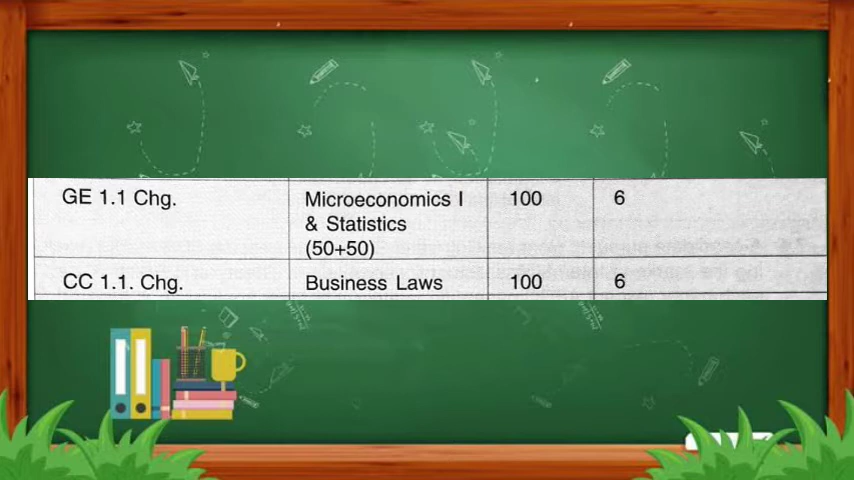 GE 1.1 Chg. Microeconomics I 100 6
& Statistics
(50+50)
CC 1.1. Chg. Business Laws 100 6